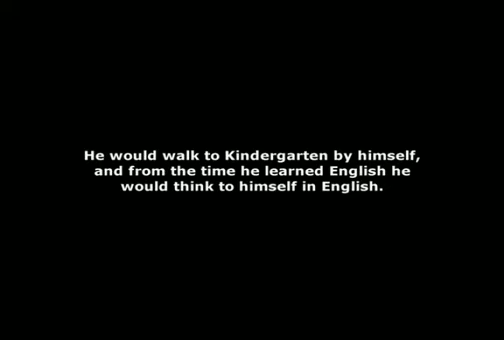 He would walk to Kindergarten by himself,
and from the time he learned English he
would think to himself in English.